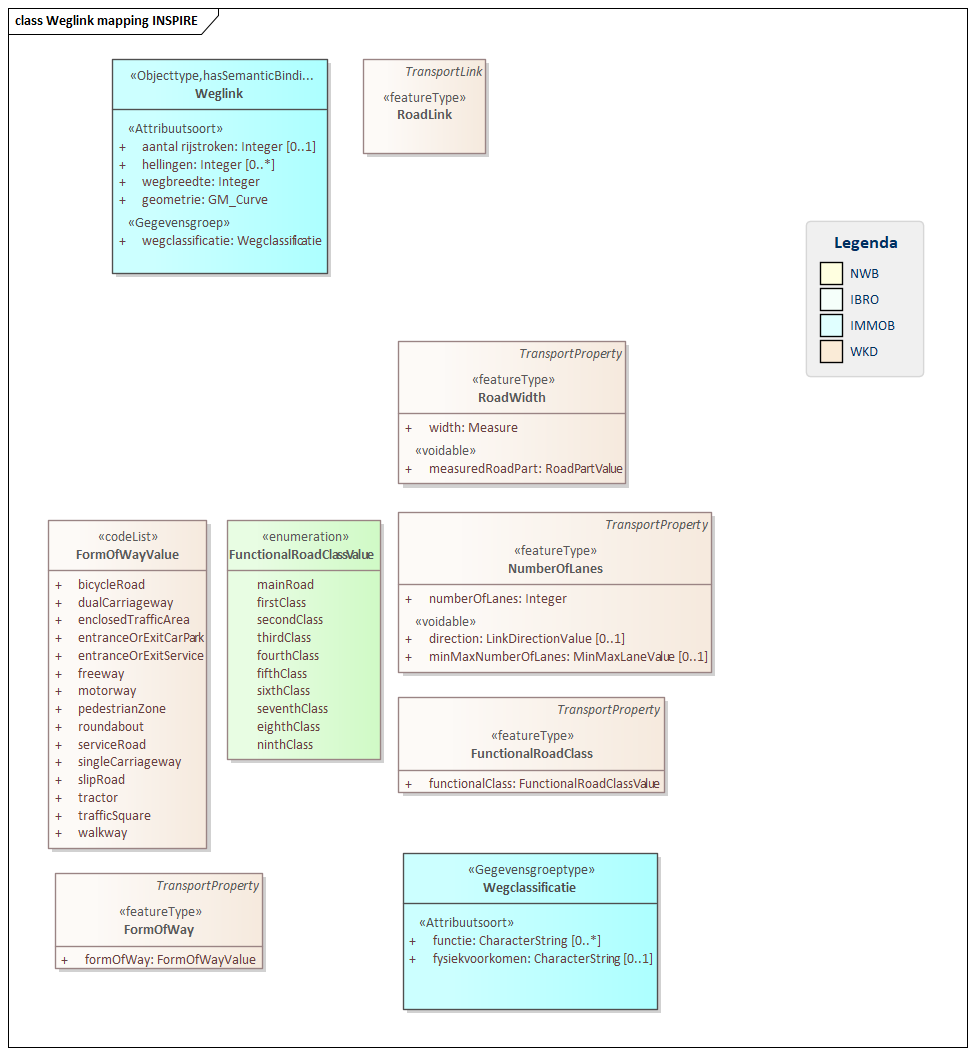 class Weglink mapping INSPIRE
«Objecttype,hasSemanticBindi...
Weglink
«Attribuutsoort»
+ aantal rijstroken: Integer [0..1]
+ hellingen: Integer [0..*]
+ wegbreedte: Integer
+ geometrie: GM_Curve
«Gegevensgroep»
+ wegclassificatie: Wegclassificatie
TransportLink
«featureType»
RoadLink
Legenda
NWB
IBRO
IMMOB
WKD
TransportProperty
«featureType»
RoadWidth
+ width: Measure
«voidable»
+ measuredRoadPart: RoadPartValue
«codeList»
FormOfWayValue
+ bicycleRoad
+ dualCarriageway
+ enclosedTrafficArea
+ entranceOrExitCarPark
+ entranceOrExitService
+ freeway
+ motorway
+ pedestrianZone
+ roundabout
+ serviceRoad
+ singleCarriageway
+ slipRoad
+ tractor
+ trafficSquare
+ walkway
«enumeration»
FunctionalRoadClassValue
mainRoad
firstClass
secondClass
thirdClass
fourthClass
fifthClass
sixthClass
seventhClass
eighthClass
ninthClass
TransportProperty
«featureType»
NumberOfLanes
+ numberOfLanes: Integer
«voidable»
+ direction: LinkDirectionValue [0..1]
+ minMaxNumberOfLanes: MinMaxLaneValue [0..1]
TransportProperty
«featureType»
FunctionalRoadClass
+ functionalClass: FunctionalRoadClassValue
TransportProperty
«featureType»
FormOfWay
+ formOfWay: FormOfWayValue
«Gegevensgroeptype»
Wegclassificatie
«Attribuutsoort»
+ functie: CharacterString [0..*]
+ fysiekvoorkomen: CharacterString [0..1]